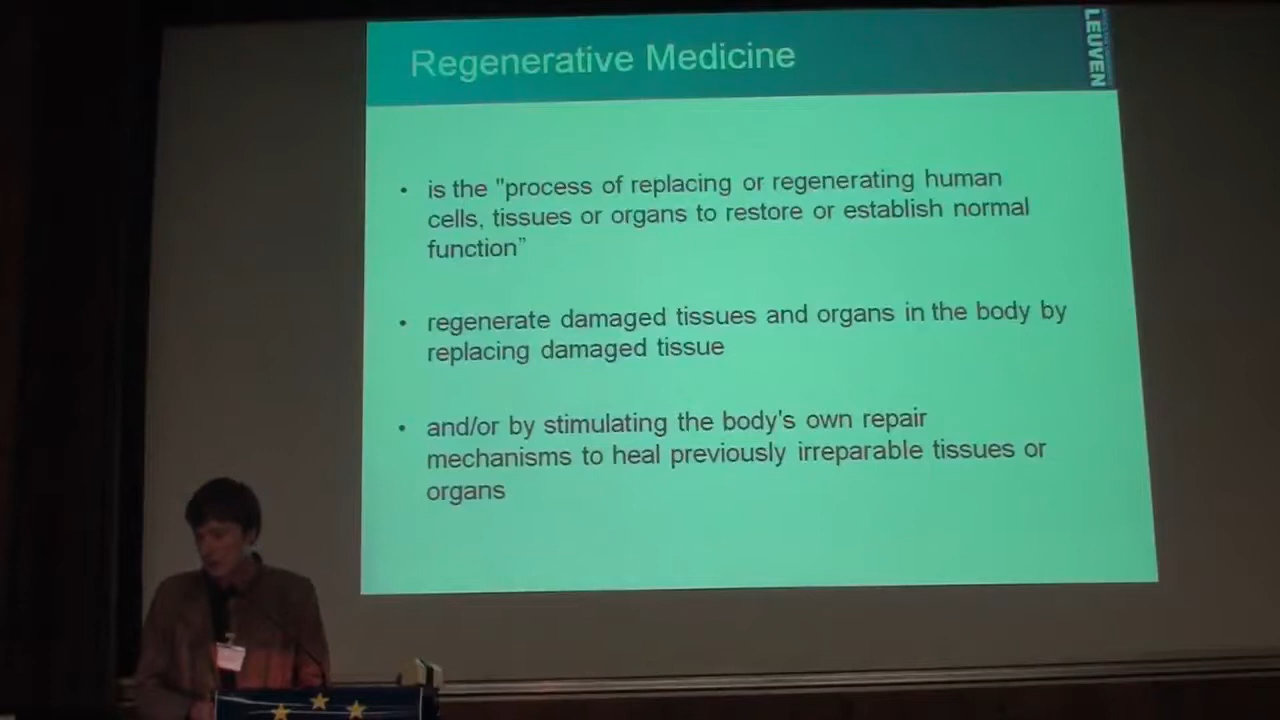 Regenerative Medicine
LEUVEN
• is the "process of replacing or regenerating human
cells, tissues or organs to restore or establish normal
function”
• regenerate damaged tissues and organs in the body by
replacing damaged tissue
• and/or by stimulating the body's own repair
mechanisms to heal previously irreparable tissues or
organs